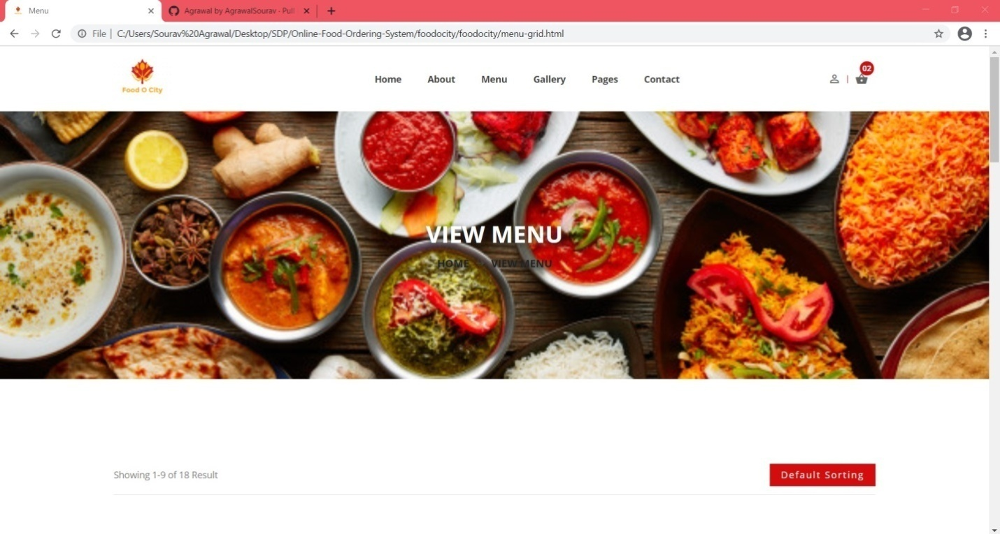 Menu
Agrawal by AgrawalSourav · Pull
File | C:/Users/Sourav%20Agrawal/Desktop/SDP/Online-Food-Ordering-System/foodocity/foodocity/menu-grid.html
Food O City
Home About Menu Gallery Pages Contact
02
VIEW MENU
HOME VIEW MENU
Showing 1-9 of 18 Result
Default Sorting